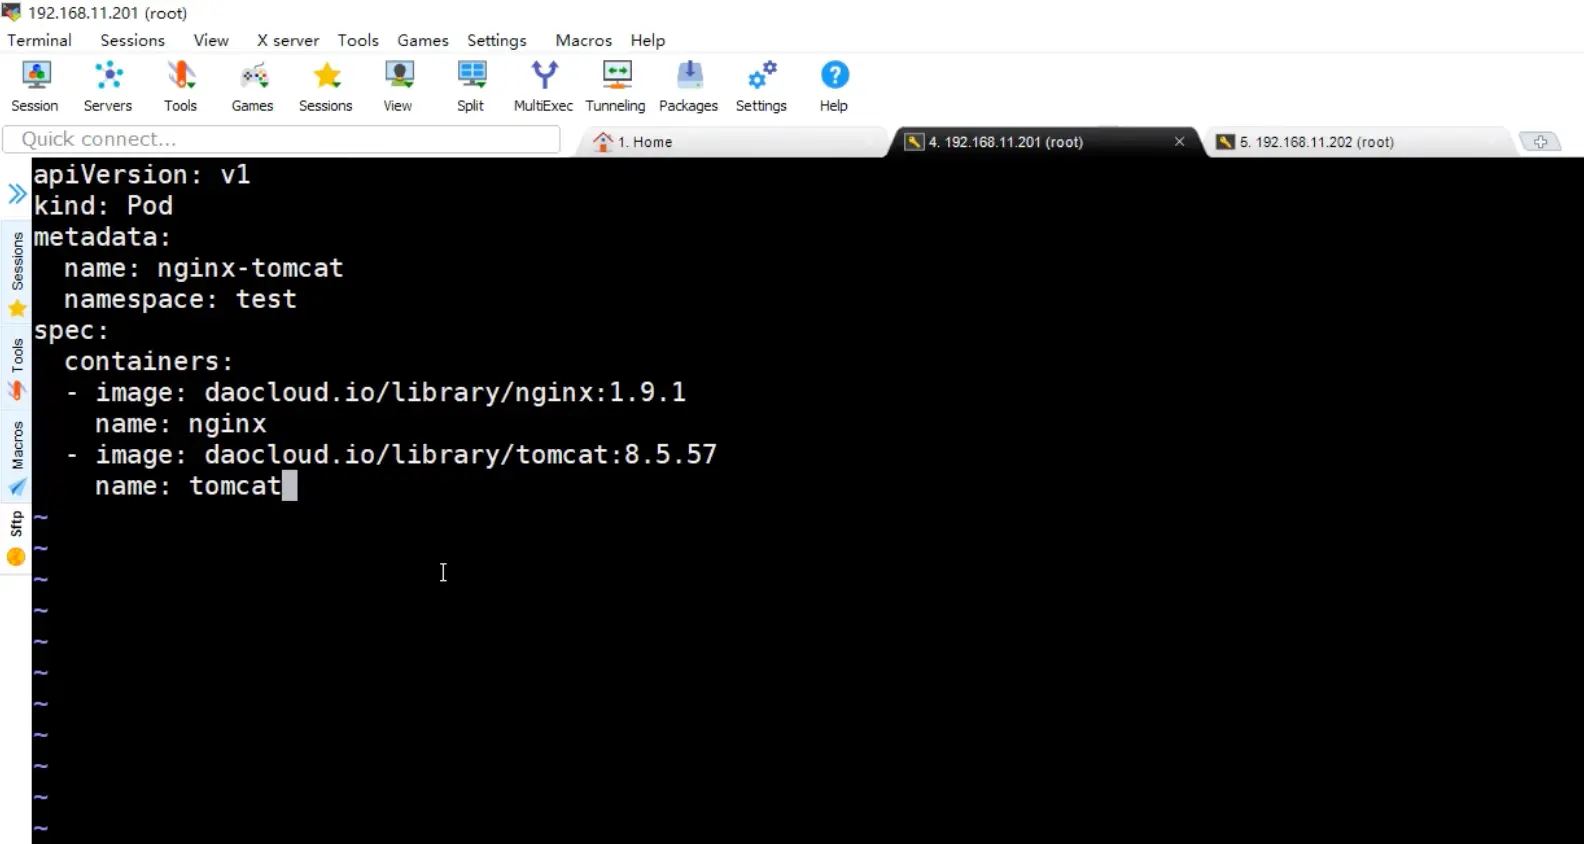 192.168.11.201 (root)
Terminal Sessions View X server Tools Games Settings Macros Help
Session Servers Tools Games Sessions View Split MultiExec Tunneling Packages Settings Help
Quick connect...
1. Home
4. 192.168.11.201 (root)
5. 192.168.11.202 (root)
Sessions
Tools
Macros
Sftp
apiVersion: v1
kind: Pod
metadata:
  name: nginx-tomcat
  namespace: test
spec:
  containers:
  - image: daocloud.io/library/nginx:1.9.1
    name: nginx
  - image: daocloud.io/library/tomcat:8.5.57
    name: tomcat
~
~
~
~
~
~
~
~
~
~
~